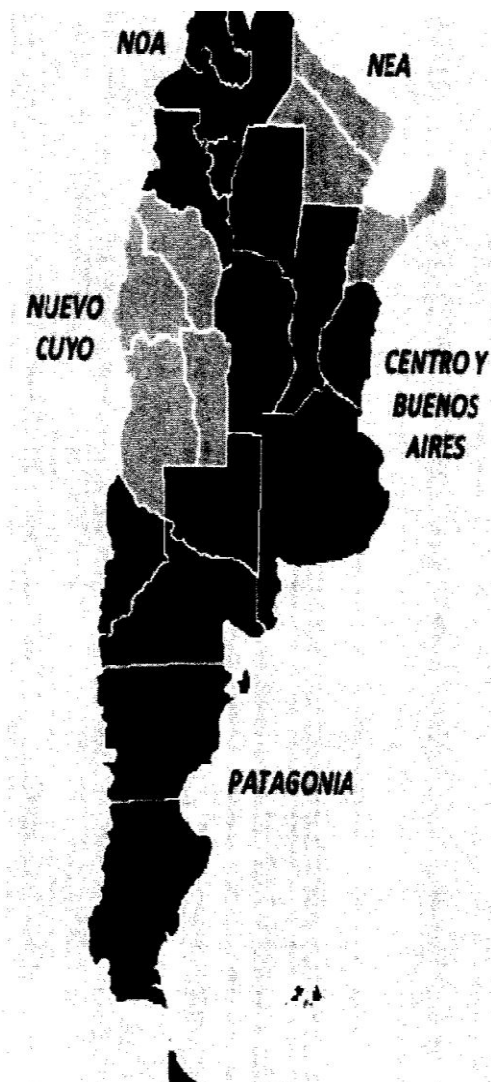 NOA
NEA
NUEVO
CUYO
CENTRO Y
BUENOS
AIRES
PATAGONIA